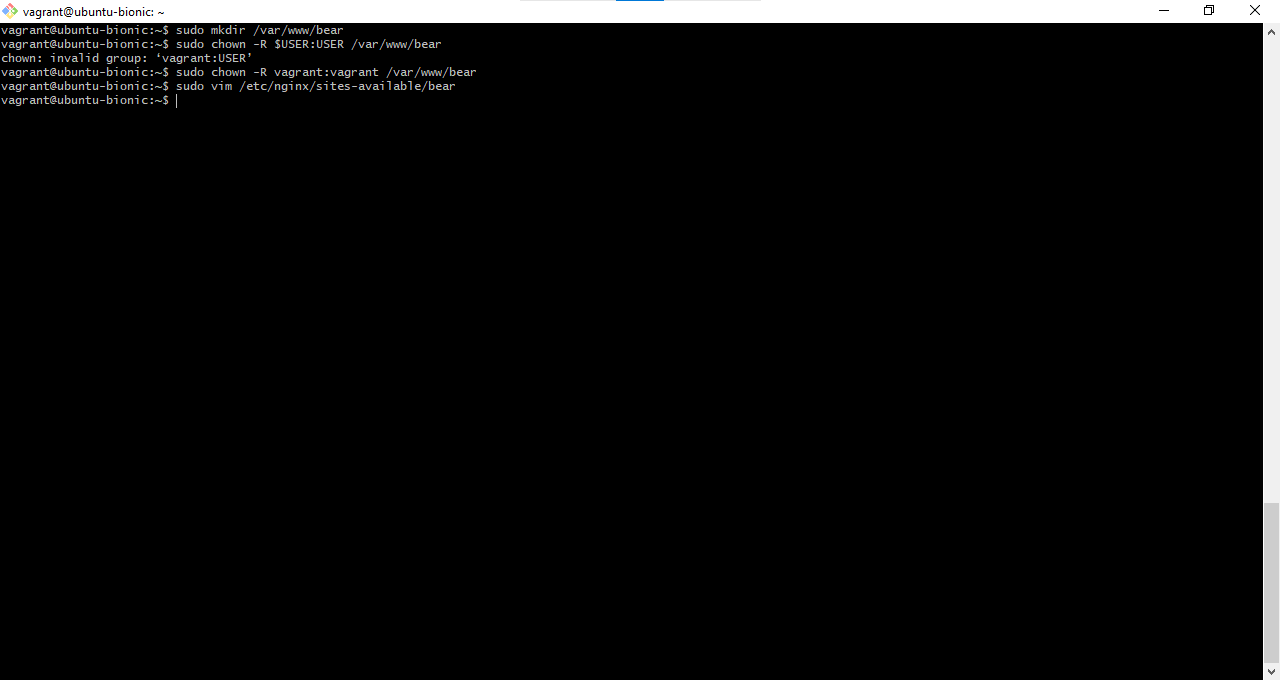 vagrant@ubuntu-bionic: ~
vagrant@ubuntu-bionic:~$ sudo mkdir /var/www/bear
vagrant@ubuntu-bionic:~$ sudo chown -R $USER:USER /var/www/bear
chown: invalid group: ‘vagrant:USER’
vagrant@ubuntu-bionic:~$ sudo chown -R vagrant:vagrant /var/www/bear
vagrant@ubuntu-bionic:~$ sudo vim /etc/nginx/sites-available/bear
vagrant@ubuntu-bionic:~$